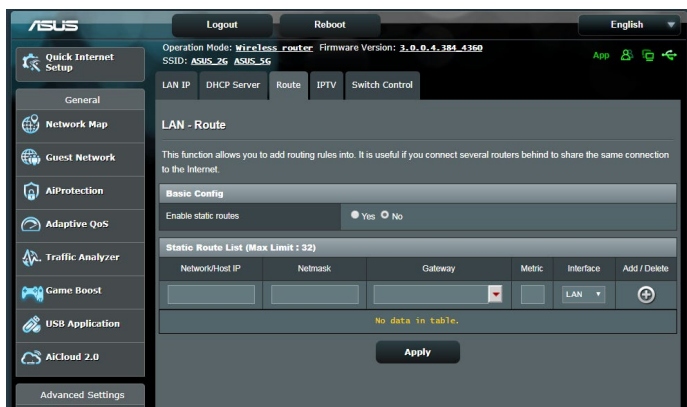 ASUS
Logout
Reboot
English
Quick Internet Setup
Operation Mode: Wireless router Firmware Version: 3.0.0.4.384_4360
SSID: ASUS_2G ASUS_5G
App
LAN IP
DHCP Server
Route
IPTV
Switch Control
General
Network Map
Guest Network
AiProtection
Adaptive QoS
Traffic Analyzer
Game Boost
USB Application
AiCloud 2.0
Advanced Settings
LAN - Route
This function allows you to add routing rules into. It is useful if you connect several routers behind to share the same connection
to the Internet.
Basic Config
Enable static routes
Yes
No
Static Route List (Max Limit : 32)
Network/Host IP
Netmask
Gateway
Metric
Interface
Add / Delete
LAN
No data in table.
Apply